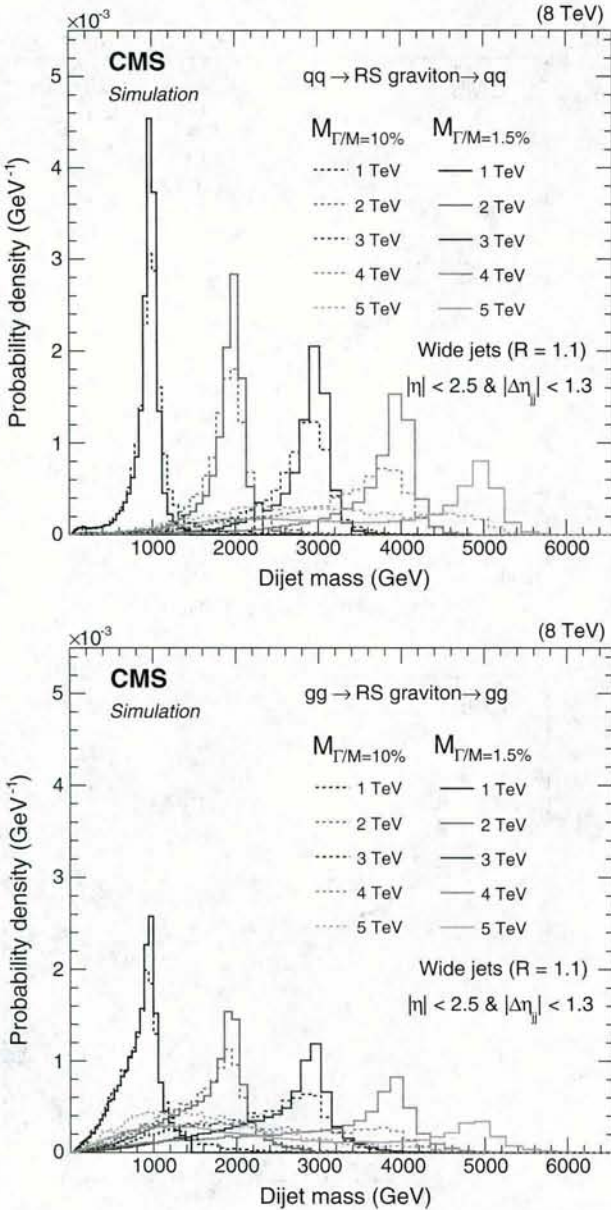 ×10⁻³ (8 TeV)
5
4
3
2
1
0
Probability density (GeV⁻¹)
CMS
Simulation
qq → RS graviton → qq
M_Γ/M=10% M_Γ/M=1.5%
1 TeV 1 TeV
2 TeV 2 TeV
3 TeV 3 TeV
4 TeV 4 TeV
5 TeV 5 TeV
Wide jets (R = 1.1)
|η| < 2.5 & |Δη_jj| < 1.3
1000 2000 3000 4000 5000 6000
Dijet mass (GeV)
×10⁻³ (8 TeV)
5
4
3
2
1
0
Probability density (GeV⁻¹)
CMS
Simulation
gg → RS graviton → gg
M_Γ/M=10% M_Γ/M=1.5%
1 TeV 1 TeV
2 TeV 2 TeV
3 TeV 3 TeV
4 TeV 4 TeV
5 TeV 5 TeV
Wide jets (R = 1.1)
|η| < 2.5 & |Δη_jj| < 1.3
1000 2000 3000 4000 5000 6000
Dijet mass (GeV)